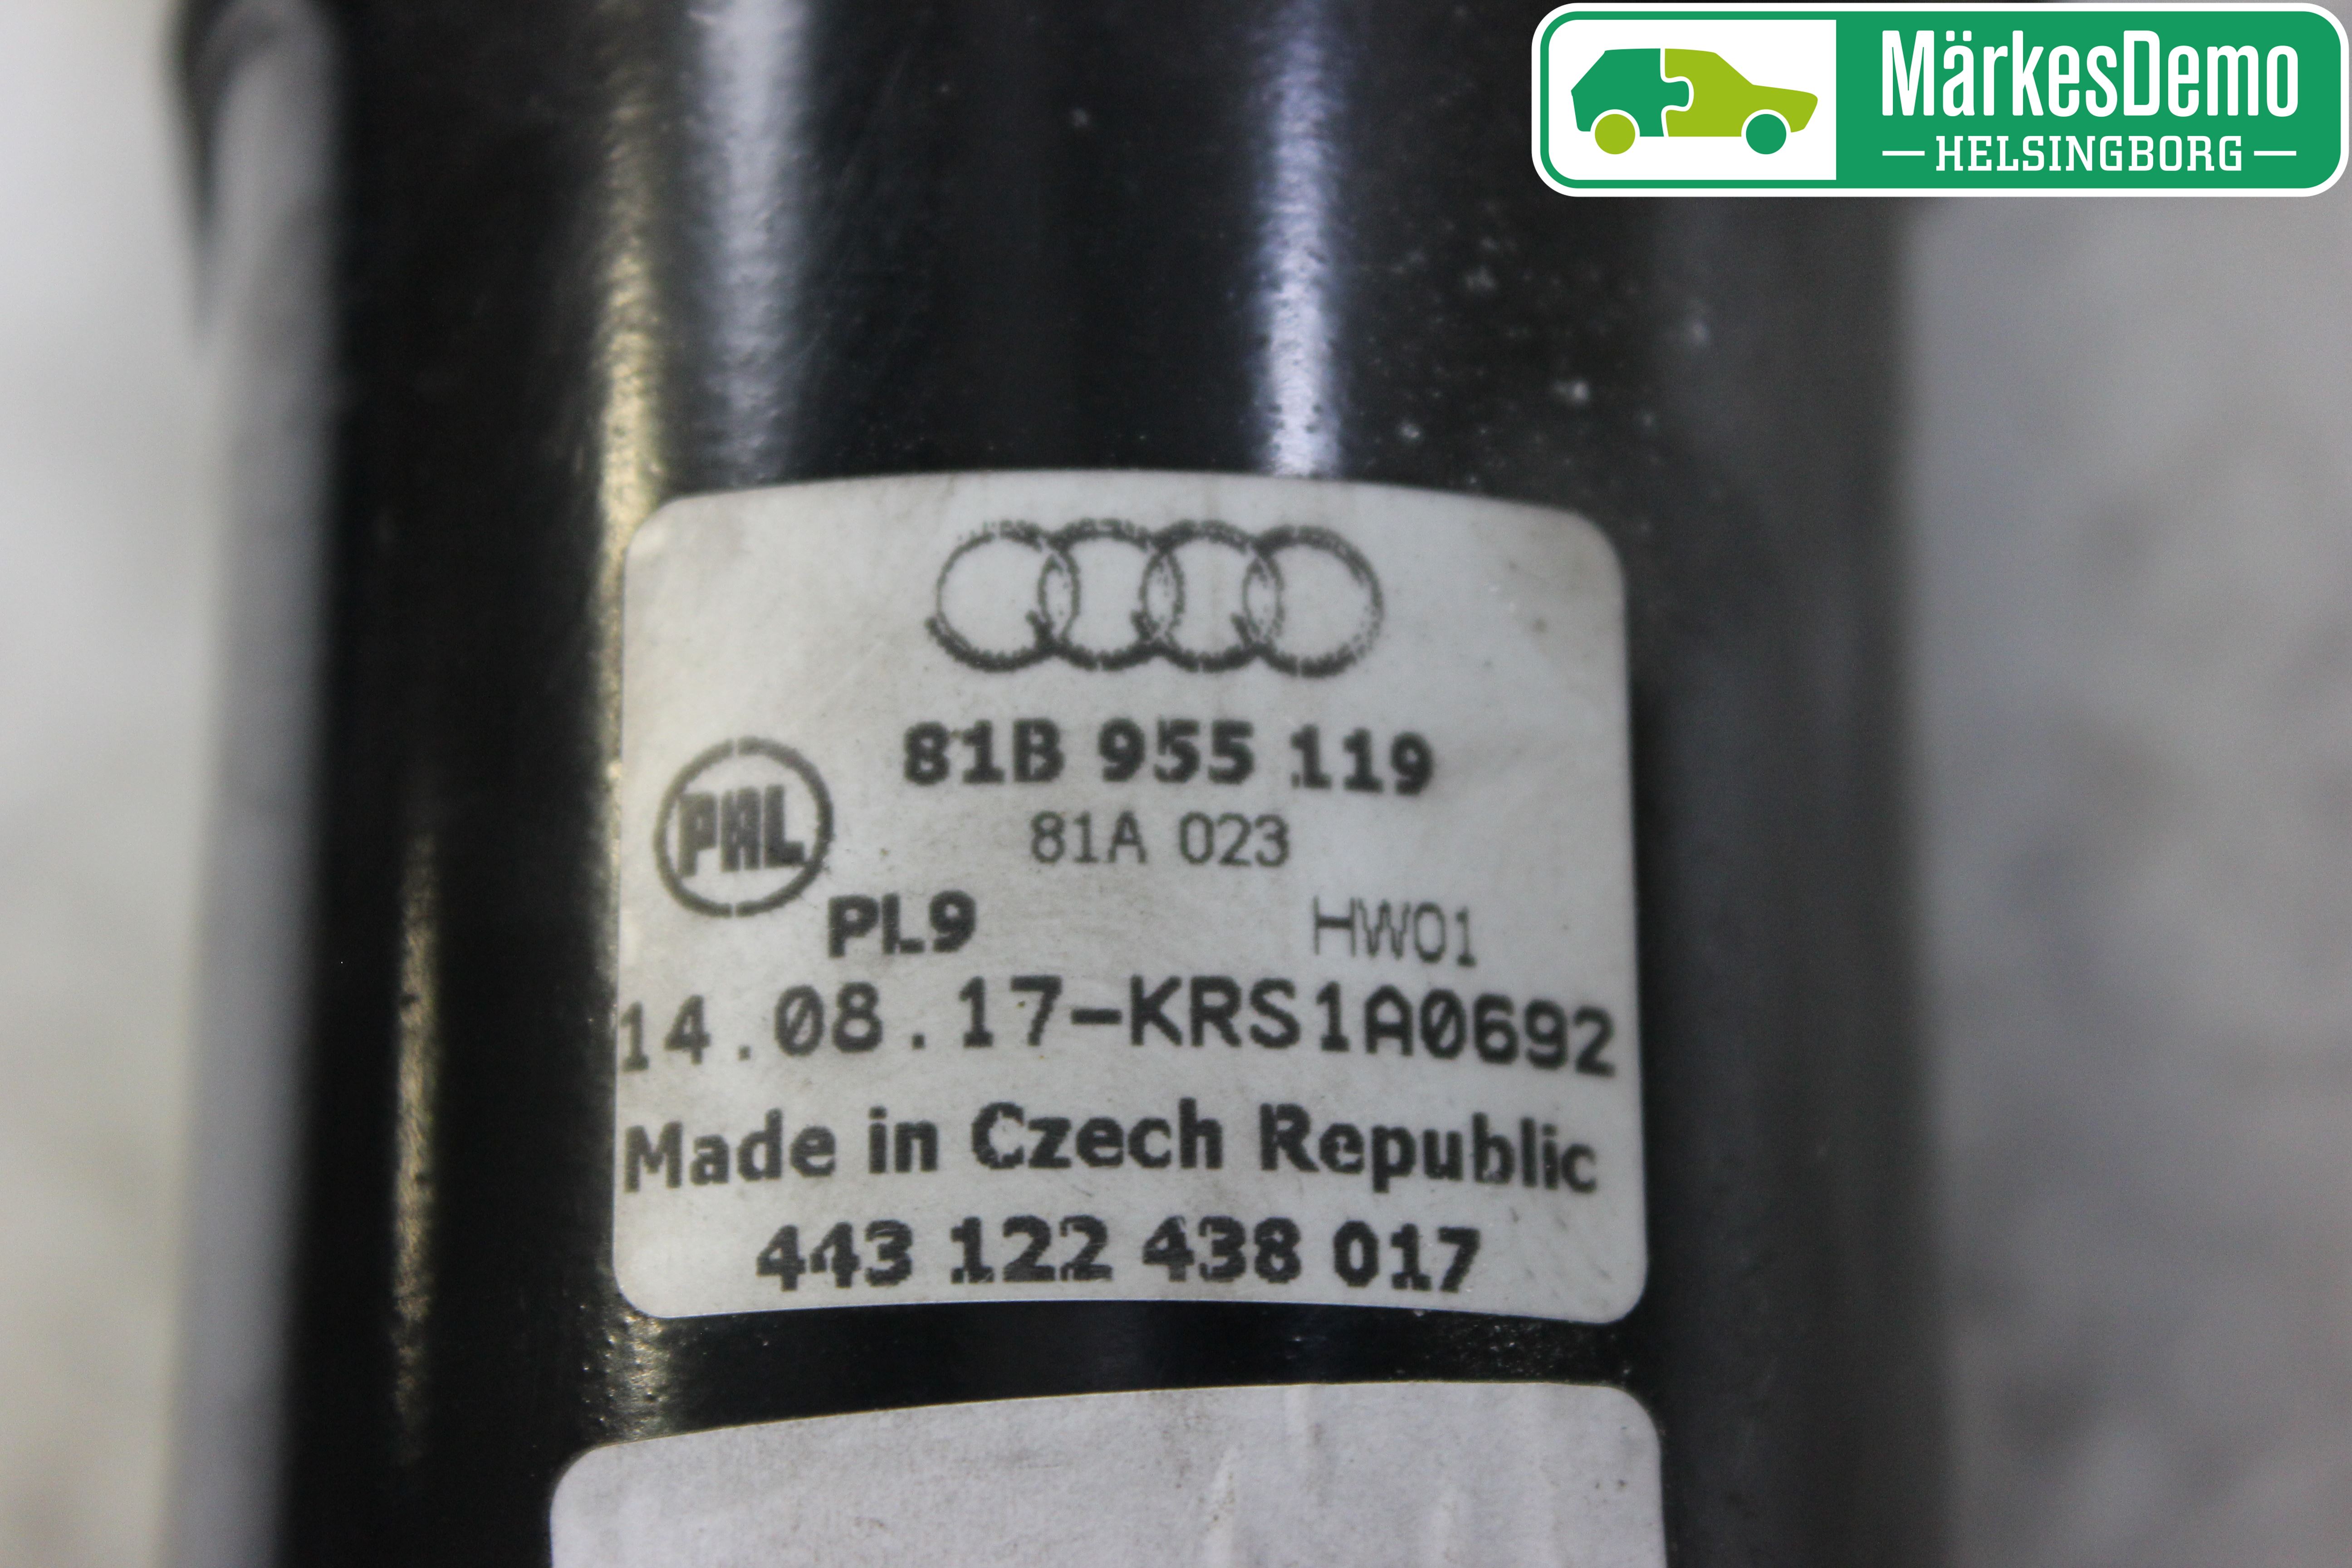 MärkesDemo
HELSINGBORG
81B 955 119
PAL
81A 023
PL9 HW01
14.08.17-KRS1A0692
Made in Czech Republic
443 122 438 017